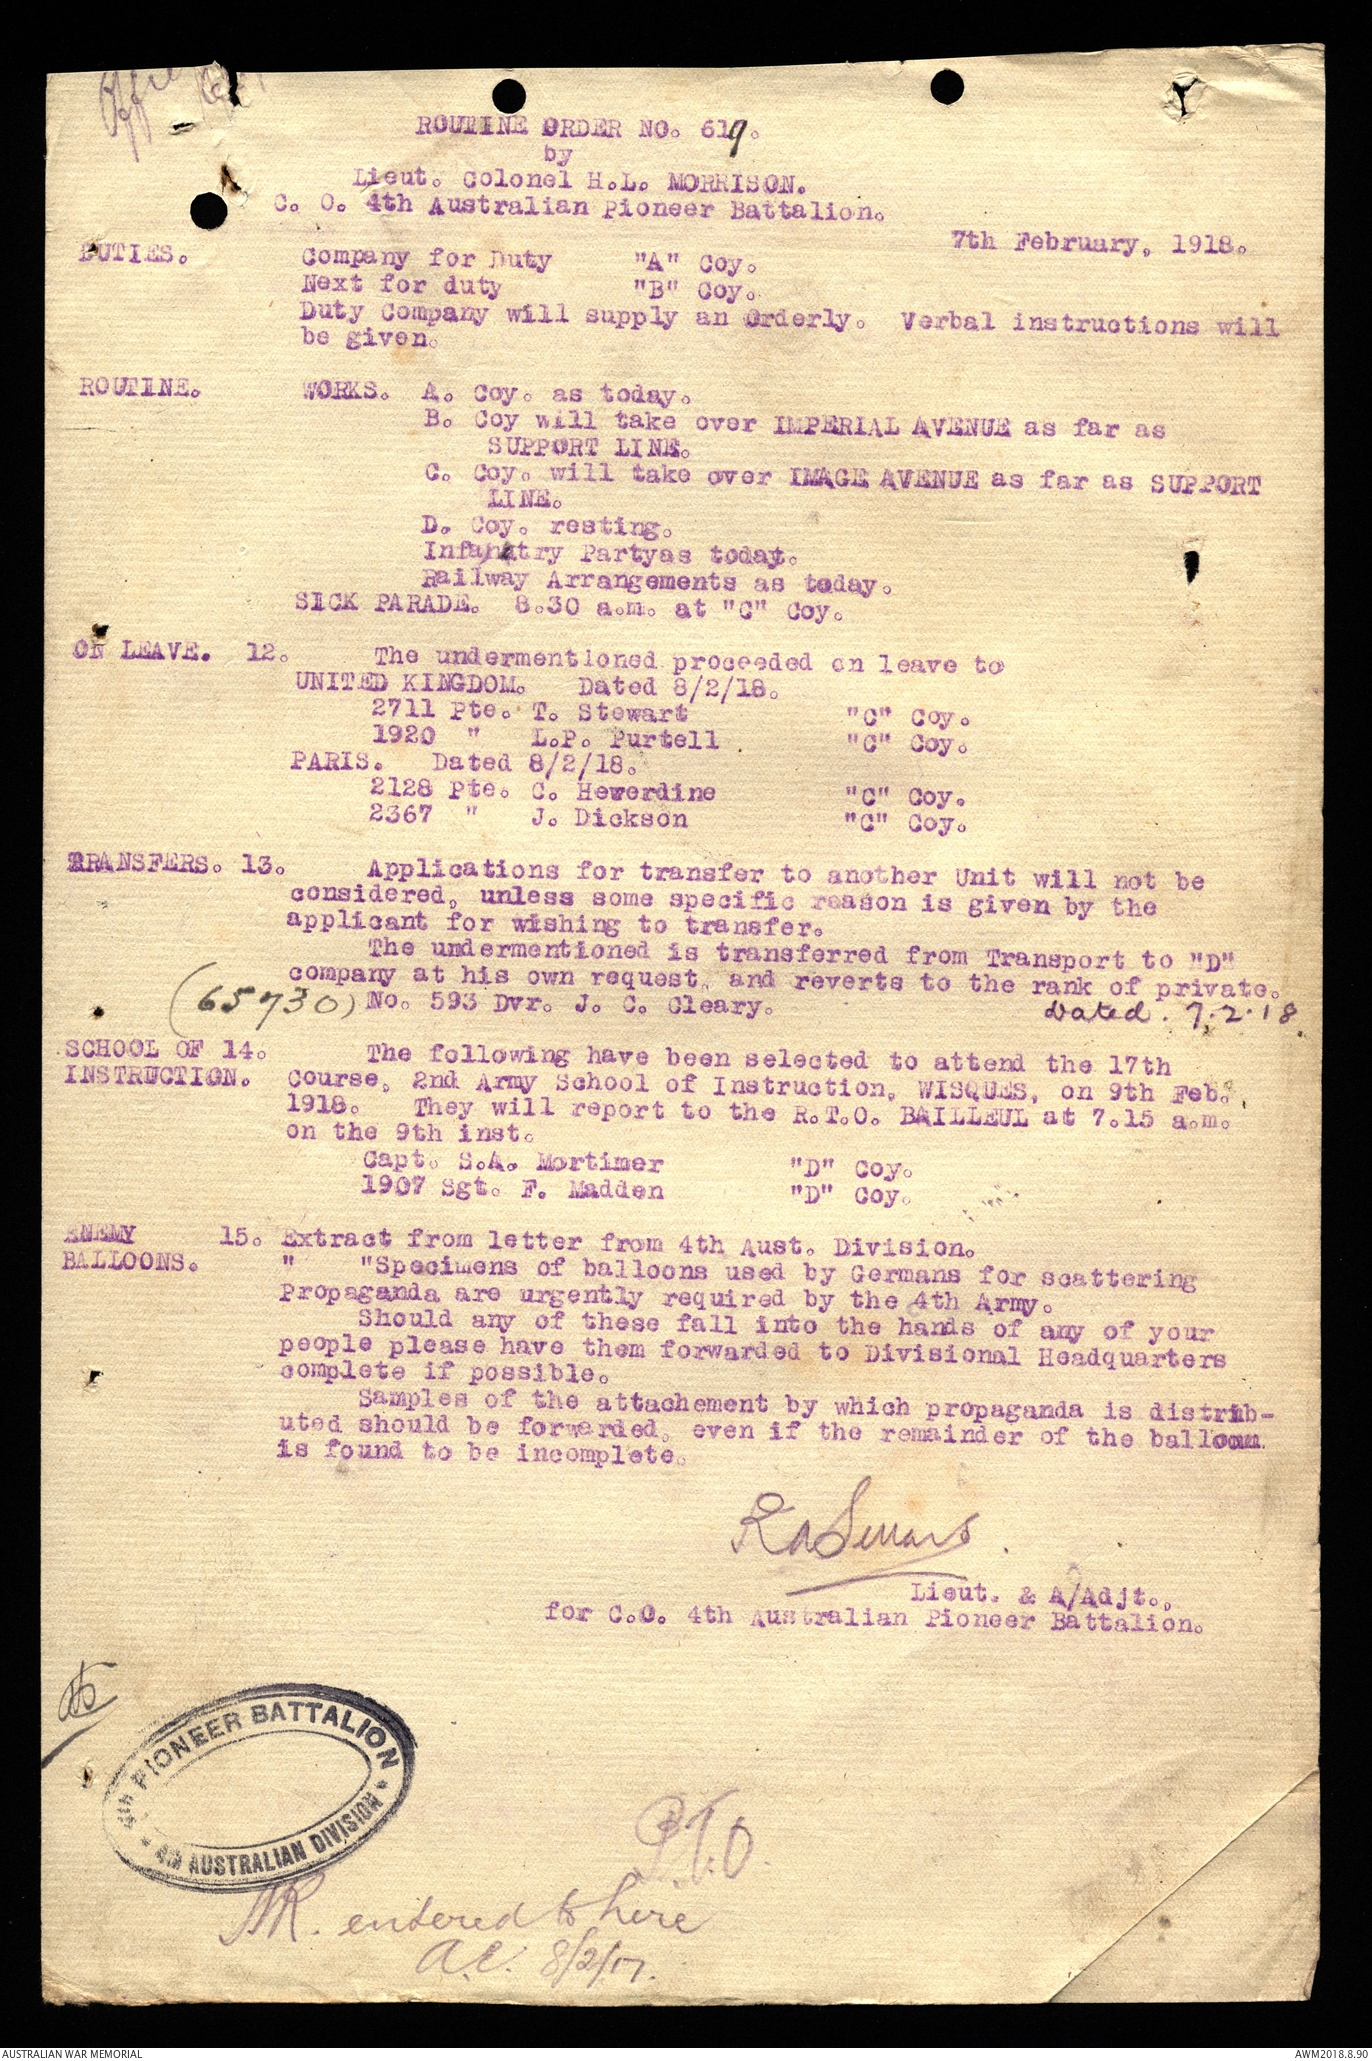 Office
ROUTINE ORDER NO. 619.
by
Lieut. Colonel H.L. MORRISON.
C. O. 4th Australian Pioneer Battalion.
7th February, 1918.
DUTIES. Company for Duty "A" Coy.
Next for duty "B" Coy.
Duty Company will supply an Orderly. Verbal instructions will
be given.
ROUTINE. WORKS. A. Coy. as today.
B. Coy will take over IMPERIAL AVENUE as far as
SUPPORT LINE.
C. Coy. will take over IMAGE AVENUE as far as SUPPORT
LINE.
D. Coy. resting.
Infantry Partyas today.
Railway Arrangements as today.
SICK PARADE. 8.30 a.m. at "C" Coy.
ON LEAVE. 12. The undermentioned proceeded on leave to
UNITED KINGDOM. Dated 8/2/18.
2711 Pte. T. Stewart "C" Coy.
1920 " L.P. Purtell "C" Coy.
PARIS. Dated 8/2/18.
2128 Pte. C. Hewerdine "C" Coy.
2367 " J. Dickson "C" Coy.
TRANSFERS. 13. Applications for transfer to another Unit will not be
considered, unless some specific reason is given by the
applicant for wishing to transfer.
The undermentioned is transferred from Transport to "D"
company at his own request, and reverts to the rank of private.
(65730) No. 593 Dvr. J. C. Cleary. Dated. 7.2.18.
SCHOOL OF 14. The following have been selected to attend the 17th
INSTRUCTION. Course, 2nd Army School of Instruction, WISQUES, on 9th Feb.
1918. They will report to the R.T.O. BAILLEUL at 7.15 a.m.
on the 9th inst.
Capt. S.A. Mortimer "D" Coy.
1907 Sgt. F. Madden "D" Coy.
ENEMY 15. Extract from letter from 4th Aust. Division.
BALLOONS. " "Specimens of balloons used by Germans for scattering
Propaganda are urgently required by the 4th Army.
Should any of these fall into the hands of any of your
people please have them forwarded to Divisional Headquarters
complete if possible.
Samples of the attachement by which propaganda is distrib-
uted should be forwarded, even if the remainder of the balloon
is found to be incomplete.
Lieut. & A/Adjt.,
for C.O. 4th Australian Pioneer Battalion.
4th PIONEER BATTALION
4th AUSTRALIAN DIVISION
P.T.O.
entered to here
A.C. 8/2/17.
AUSTRALIAN WAR MEMORIAL AWM2018.8.90